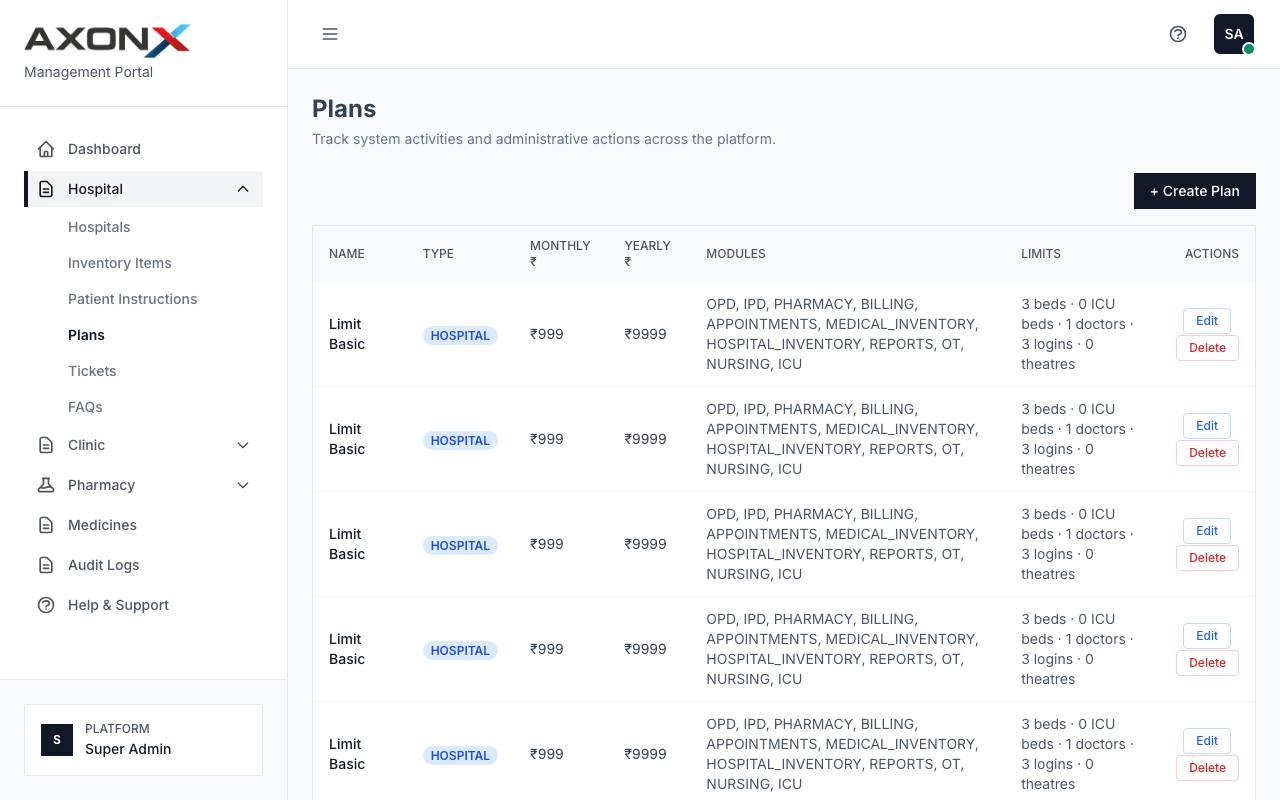 AXONX
Management Portal
Dashboard
Hospital
Hospitals
Inventory Items
Patient Instructions
Plans
Tickets
FAQs
Clinic
Pharmacy
Medicines
Audit Logs
Help & Support
S
PLATFORM
Super Admin
SA
Plans
Track system activities and administrative actions across the platform.
+ Create Plan
NAME TYPE MONTHLY ₹ YEARLY ₹ MODULES LIMITS ACTIONS
Limit
Basic
HOSPITAL
₹999
₹9999
OPD, IPD, PHARMACY, BILLING,
APPOINTMENTS, MEDICAL_INVENTORY,
HOSPITAL_INVENTORY, REPORTS, OT,
NURSING, ICU
3 beds · 0 ICU
beds · 1 doctors ·
3 logins · 0
theatres
Edit
Delete
Limit
Basic
HOSPITAL
₹999
₹9999
OPD, IPD, PHARMACY, BILLING,
APPOINTMENTS, MEDICAL_INVENTORY,
HOSPITAL_INVENTORY, REPORTS, OT,
NURSING, ICU
3 beds · 0 ICU
beds · 1 doctors ·
3 logins · 0
theatres
Edit
Delete
Limit
Basic
HOSPITAL
₹999
₹9999
OPD, IPD, PHARMACY, BILLING,
APPOINTMENTS, MEDICAL_INVENTORY,
HOSPITAL_INVENTORY, REPORTS, OT,
NURSING, ICU
3 beds · 0 ICU
beds · 1 doctors ·
3 logins · 0
theatres
Edit
Delete
Limit
Basic
HOSPITAL
₹999
₹9999
OPD, IPD, PHARMACY, BILLING,
APPOINTMENTS, MEDICAL_INVENTORY,
HOSPITAL_INVENTORY, REPORTS, OT,
NURSING, ICU
3 beds · 0 ICU
beds · 1 doctors ·
3 logins · 0
theatres
Edit
Delete
Limit
Basic
HOSPITAL
₹999
₹9999
OPD, IPD, PHARMACY, BILLING,
APPOINTMENTS, MEDICAL_INVENTORY,
HOSPITAL_INVENTORY, REPORTS, OT,
NURSING, ICU
3 beds · 0 ICU
beds · 1 doctors ·
3 logins · 0
theatres
Edit
Delete